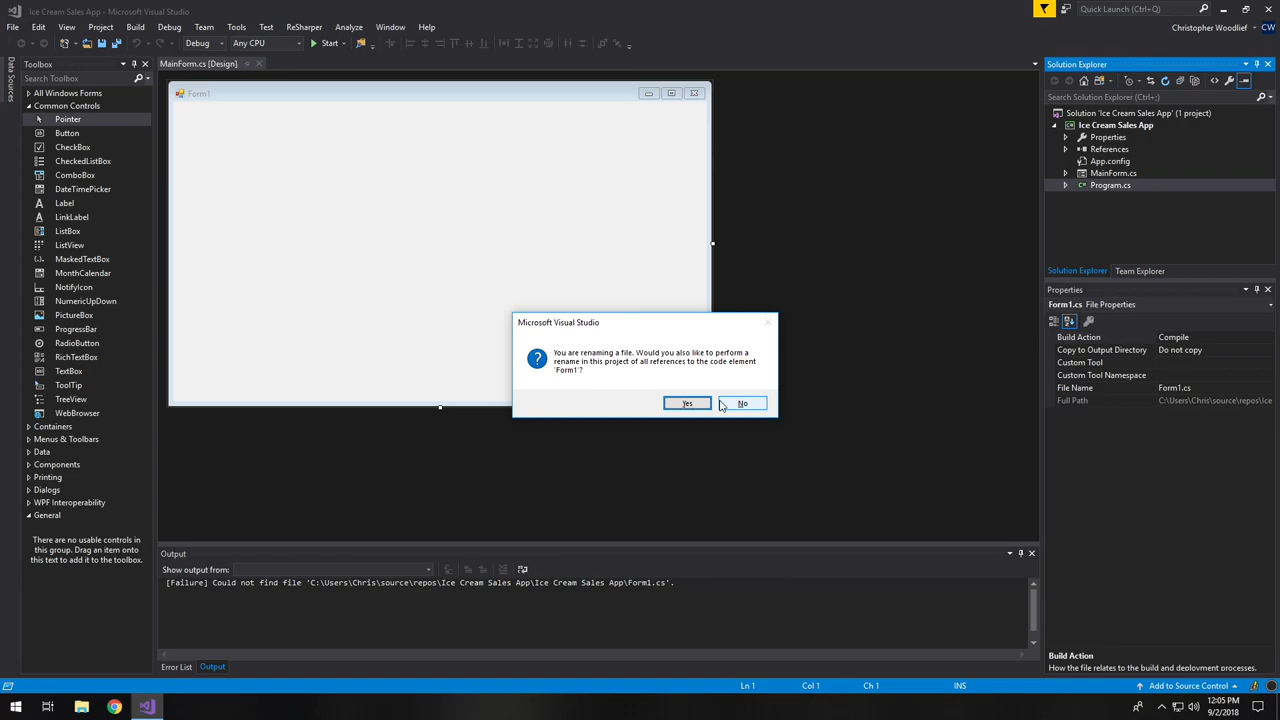 Ice Cream Sales App - Microsoft Visual Studio
Quick Launch (Ctrl+Q)
File Edit View Project Build Debug Team Tools Test ReSharper Analyze Window Help
Christopher Woodlief CW
Debug Any CPU Start
Data Sources
Toolbox
Search Toolbox
All Windows Forms
Common Controls
Pointer
Button
CheckBox
CheckedListBox
ComboBox
DateTimePicker
Label
LinkLabel
ListBox
ListView
MaskedTextBox
MonthCalendar
NotifyIcon
NumericUpDown
PictureBox
ProgressBar
RadioButton
RichTextBox
TextBox
ToolTip
TreeView
WebBrowser
Containers
Menus & Toolbars
Data
Components
Printing
Dialogs
WPF Interoperability
General
There are no usable controls in
this group. Drag an item onto
this text to add it to the toolbox.
MainForm.cs [Design]
Form1
Microsoft Visual Studio
You are renaming a file. Would you also like to perform a
rename in this project of all references to the code element
'Form1'?
Yes No
Output
Show output from:
[Failure] Could not find file 'C:\Users\Chris\source\repos\Ice Cream Sales App\Ice Cream Sales App\Form1.cs'.
Error List Output
Solution Explorer
Search Solution Explorer (Ctrl+;)
Solution 'Ice Cream Sales App' (1 project)
Ice Cream Sales App
Properties
References
App.config
MainForm.cs
Program.cs
Solution Explorer Team Explorer
Properties
Form1.cs File Properties
Build Action Compile
Copy to Output Directory Do not copy
Custom Tool
Custom Tool Namespace
File Name Form1.cs
Full Path C:\Users\Chris\source\repos\Ice
Build Action
How the file relates to the build and deployment processes.
Ln 1 Col 1 Ch 1 INS Add to Source Control
12:05 PM
9/2/2018